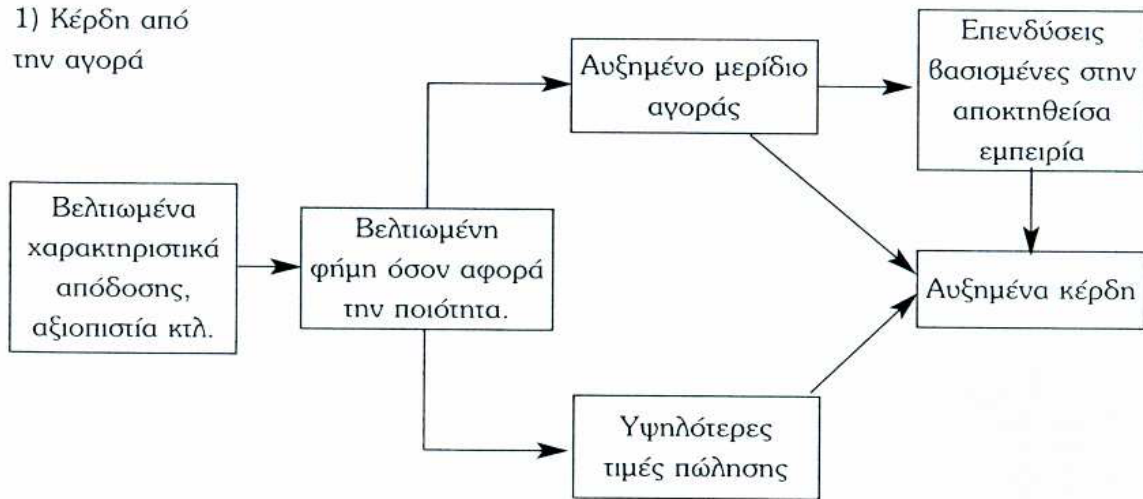 1) Κέρδη από
την αγορά
Βελτιωμένα
χαρακτηριστικά
απόδοσης,
αξιοπιστία κτλ.
Βελτιωμένη
φήμη όσον αφορά
την ποιότητα.
Αυξημένο μερίδιο
αγοράς
Επενδύσεις
βασισμένες στην
αποκτηθείσα
εμπειρία
Υψηλότερες
τιμές πώλησης
Αυξημένα κέρδη